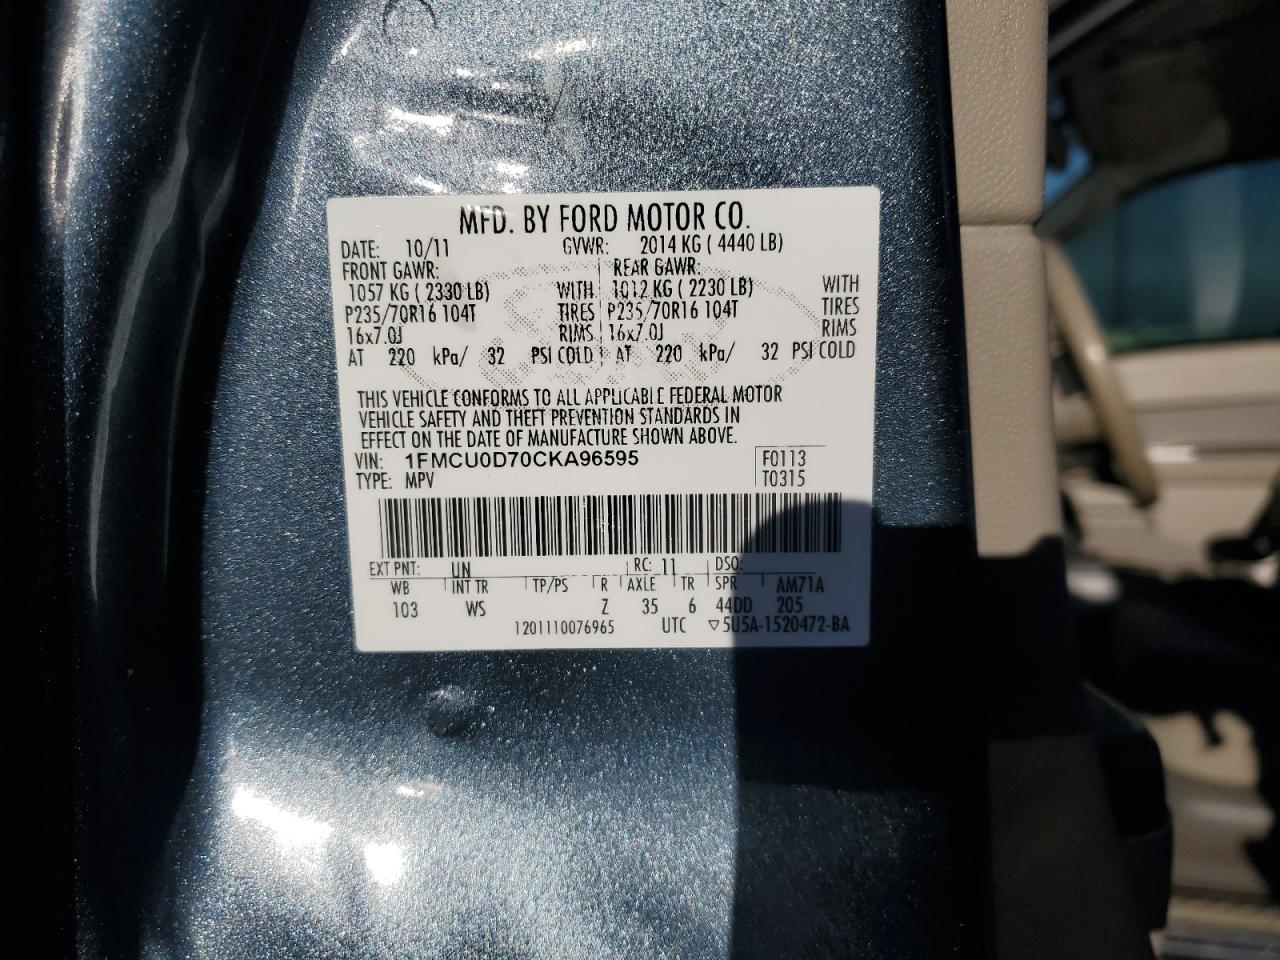 MFD. BY FORD MOTOR CO.
DATE: 10/11 GVWR: 2014 KG ( 4440 LB)
FRONT GAWR: REAR GAWR:
1057 KG ( 2330 LB) WITH 1012 KG ( 2230 LB) WITH
P235/70R16 104T TIRES P235/70R16 104T TIRES
16x7.0J RIMS 16x7.0J RIMS
AT 220 kPa/ 32 PSI COLD AT 220 kPa/ 32 PSI COLD
THIS VEHICLE CONFORMS TO ALL APPLICABLE FEDERAL MOTOR
VEHICLE SAFETY AND THEFT PREVENTION STANDARDS IN
EFFECT ON THE DATE OF MANUFACTURE SHOWN ABOVE.
VIN: 1FMCU0D70CKA96595 F0113
TYPE: MPV T0315
EXT PNT: UN RC: 11 DSO:
WB INT TR TP/PS R AXLE TR SPR AM71A
103 WS Z 35 6 44DD 205
1201110076965 UTC ▽5U5A-1520472-BA